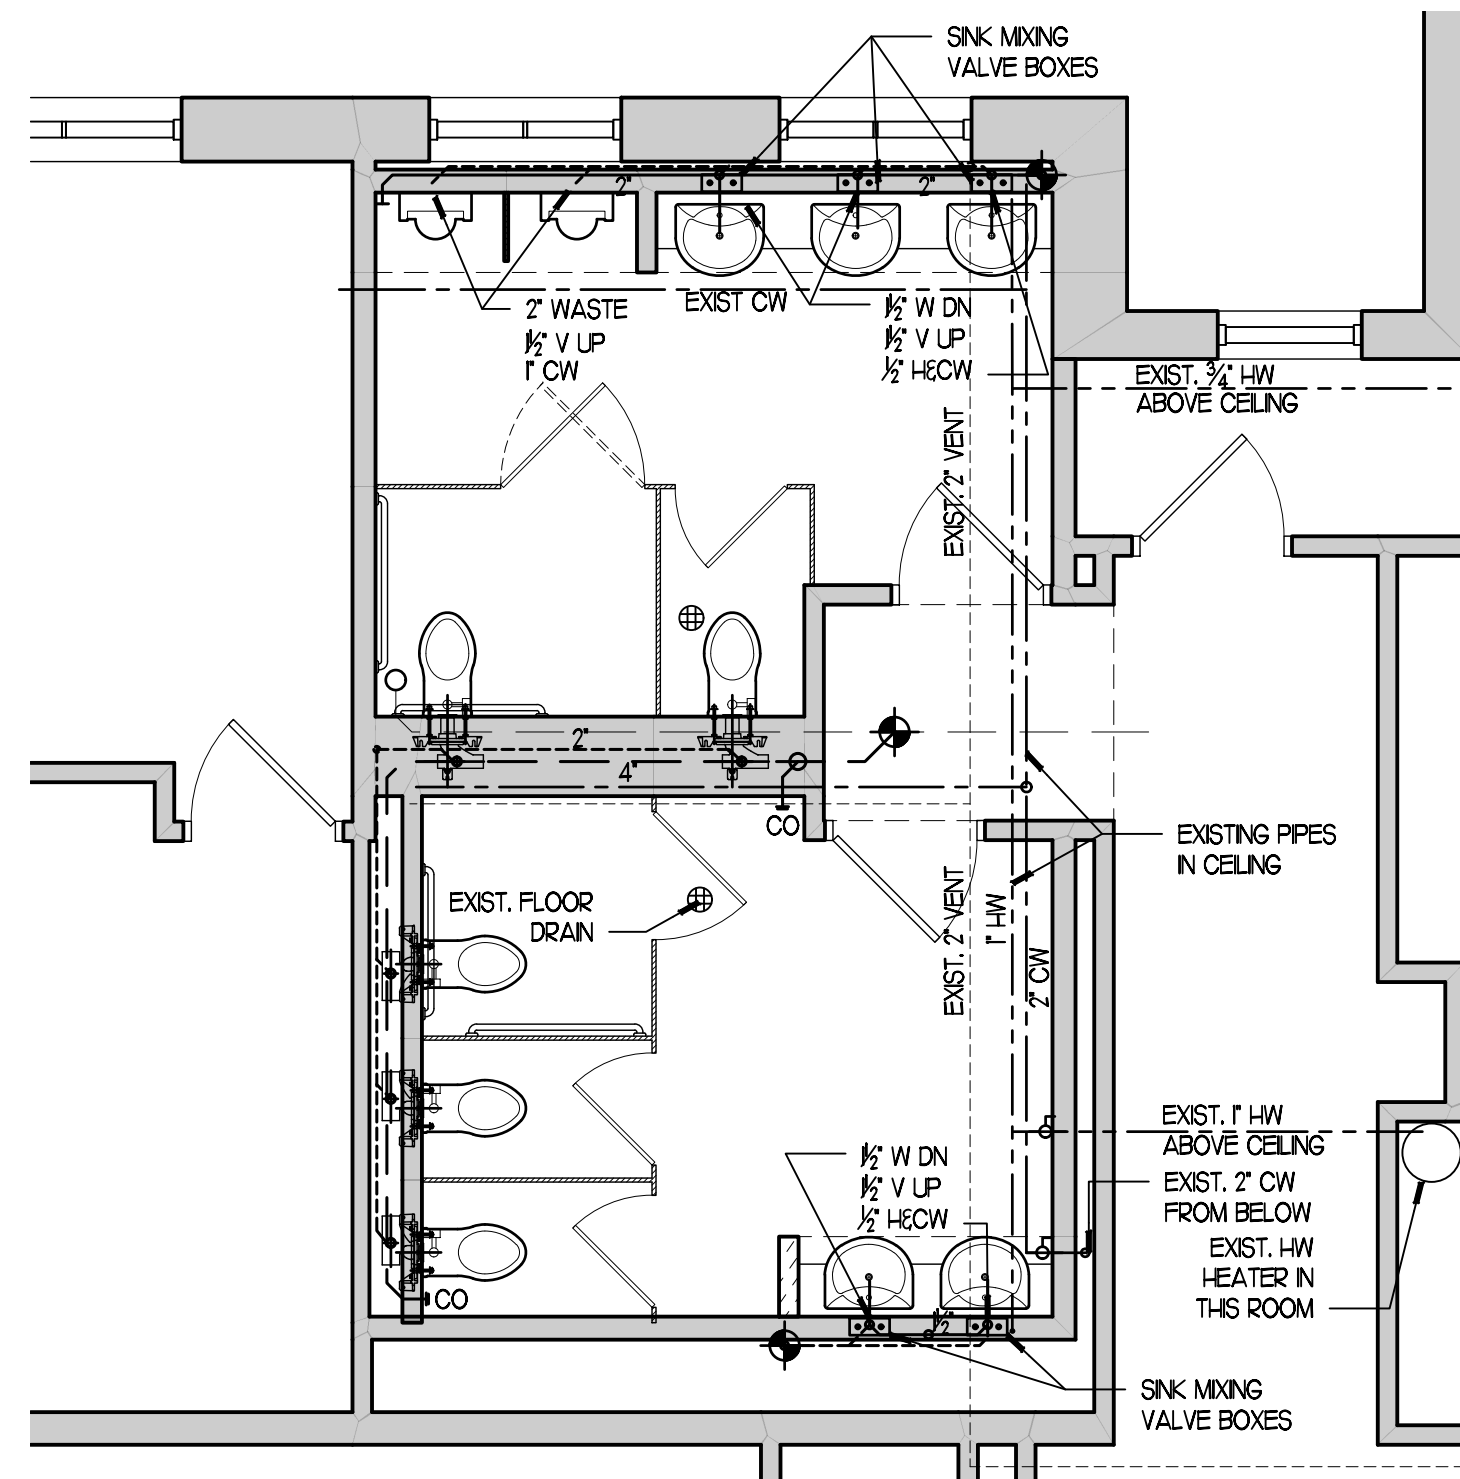 SINK MIXING
VALVE BOXES
2"
2"
2" WASTE
1½" V UP
1" CW
EXIST CW
1½" W DN
1½" V UP
½" H&CW
EXIST. ¾" HW
ABOVE CEILING
EXIST. 2" VENT
2"
4"
CO
EXISTING PIPES
IN CEILING
EXIST. FLOOR
DRAIN
EXIST. 2" VENT
1" HW
2" CW
EXIST. 1" HW
ABOVE CEILING
1½" W DN
1½" V UP
½" H&CW
EXIST. 2" CW
FROM BELOW
EXIST. HW
HEATER IN
THIS ROOM
CO
1½"
SINK MIXING
VALVE BOXES